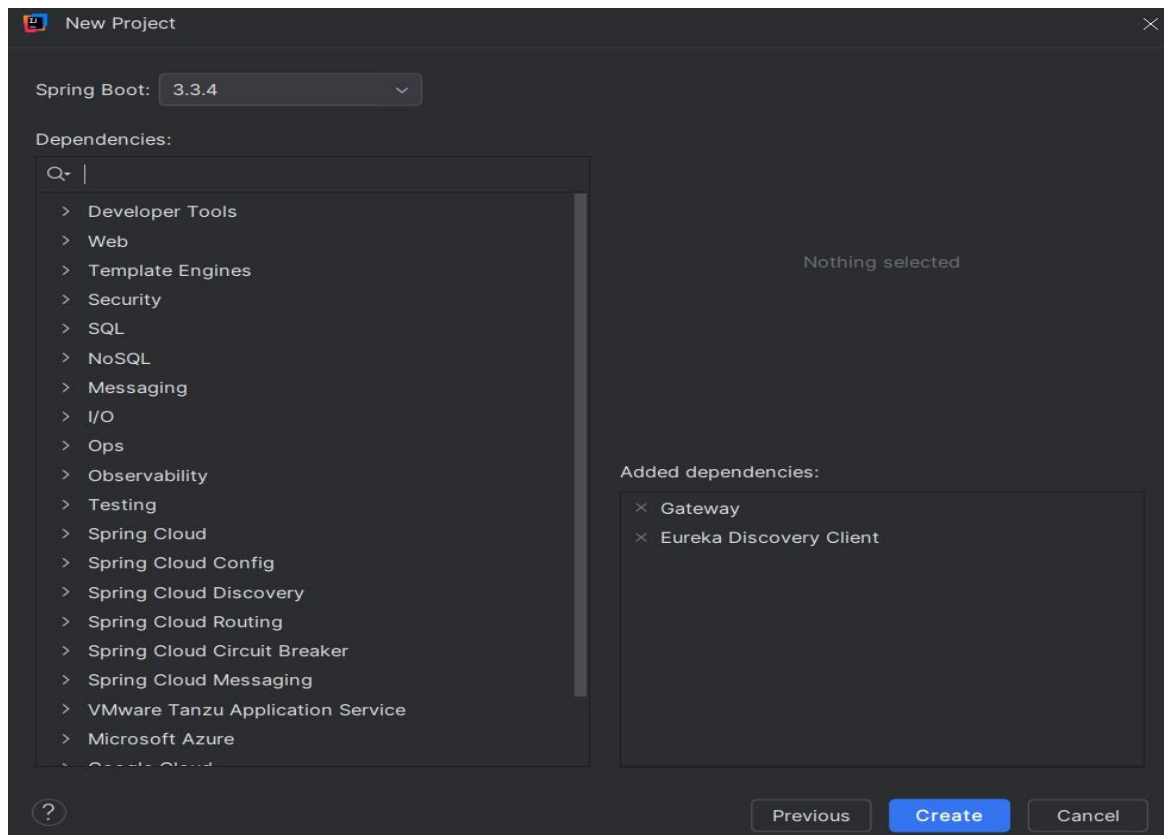 New Project
Spring Boot: 3.3.4
Dependencies:
Developer Tools
Web
Template Engines
Security
SQL
NoSQL
Messaging
I/O
Ops
Observability
Testing
Spring Cloud
Spring Cloud Config
Spring Cloud Discovery
Spring Cloud Routing
Spring Cloud Circuit Breaker
Spring Cloud Messaging
VMware Tanzu Application Service
Microsoft Azure
Google Cloud
Nothing selected
Added dependencies:
Gateway
Eureka Discovery Client
?
Previous
Create
Cancel